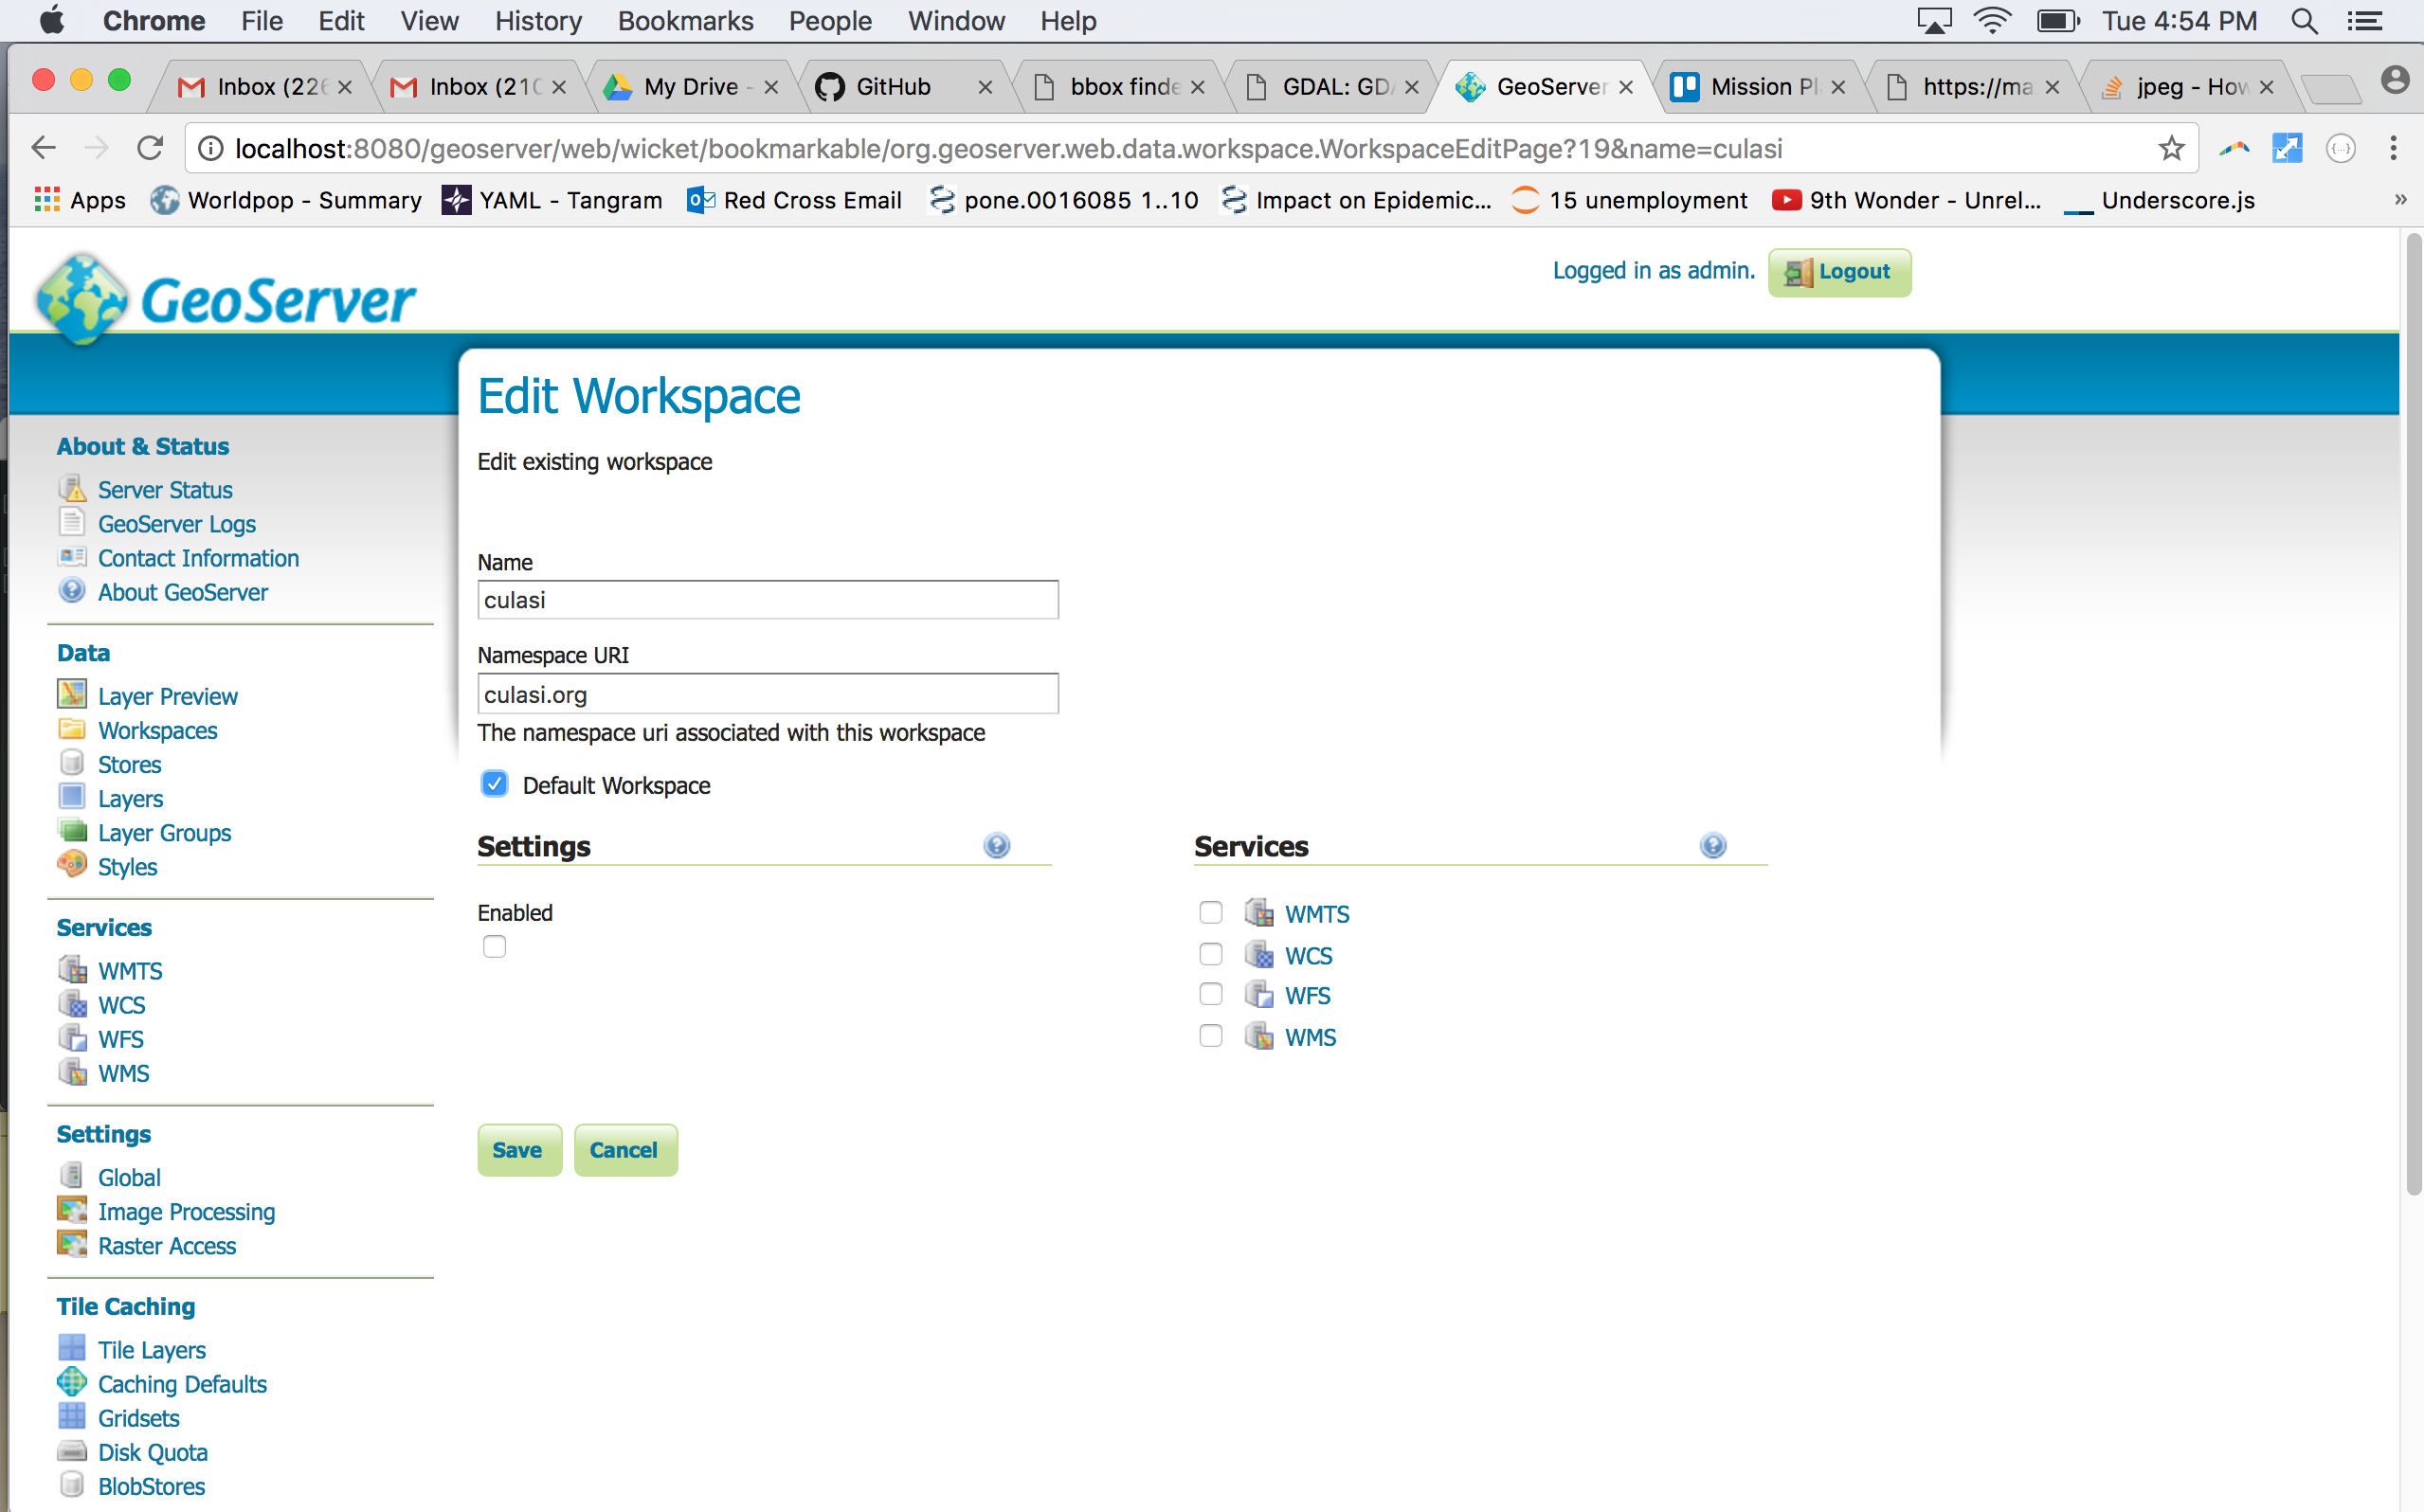 Chrome File Edit View History Bookmarks People Window Help Tue 4:54 PM
Inbox (226 Inbox (210 My Drive - GitHub bbox finde GDAL: GDA GeoServer Mission Pl https://ma jpeg - How
localhost:8080/geoserver/web/wicket/bookmarkable/org.geoserver.web.data.workspace.WorkspaceEditPage?19&name=culasi
Apps Worldpop - Summary YAML - Tangram Red Cross Email pone.0016085 1..10 Impact on Epidemic... 15 unemployment 9th Wonder - Unrel... Underscore.js »
GeoServer
Logged in as admin. Logout
Edit Workspace
Edit existing workspace
Name
culasi
Namespace URI
culasi.org
The namespace uri associated with this workspace
Default Workspace
Settings
Enabled
Services
WMTS
WCS
WFS
WMS
Save Cancel
About & Status
Server Status
GeoServer Logs
Contact Information
About GeoServer
Data
Layer Preview
Workspaces
Stores
Layers
Layer Groups
Styles
Services
WMTS
WCS
WFS
WMS
Settings
Global
Image Processing
Raster Access
Tile Caching
Tile Layers
Caching Defaults
Gridsets
Disk Quota
BlobStores